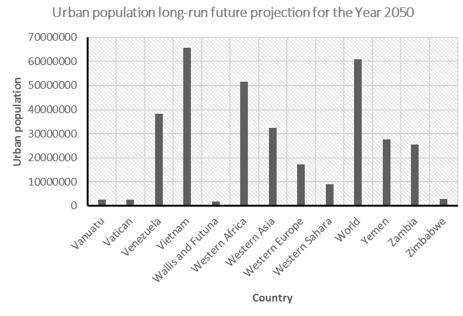 Urban population long-run future projection for the Year 2050
Urban population
70000000
60000000
50000000
40000000
30000000
20000000
10000000
0
Vanuatu
Vatican
Venezuela
Vietnam
Wallis and Futuna
Western Africa
Western Asia
Western Europe
Western Sahara
World
Yemen
Zambia
Zimbabwe
Country